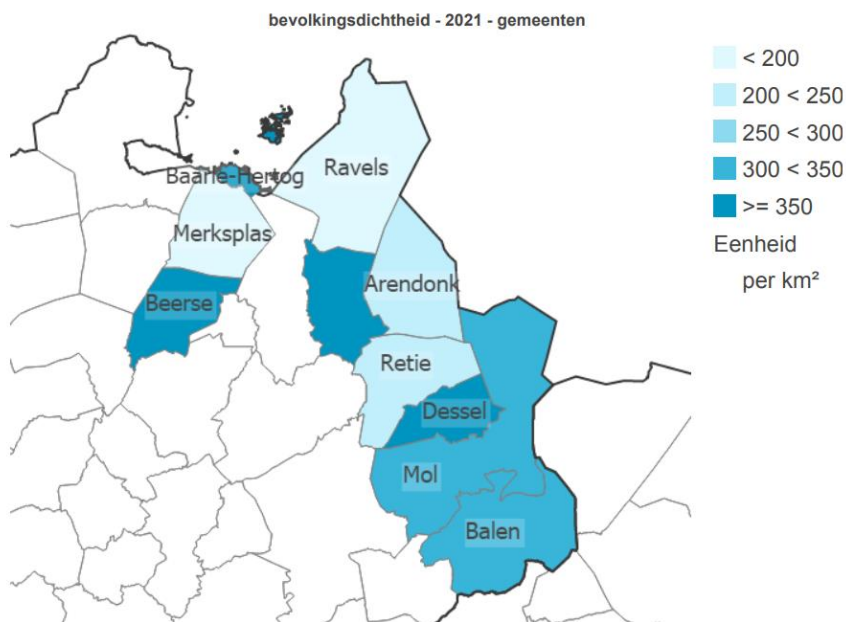 bevolkingsdichtheid - 2021 - gemeenten
< 200
200 < 250
250 < 300
300 < 350
>= 350
Eenheid
per km²
Ravels
Baarle-Hertog
Merksplas
Arendonk
Beerse
Retie
Dessel
Mol
Balen